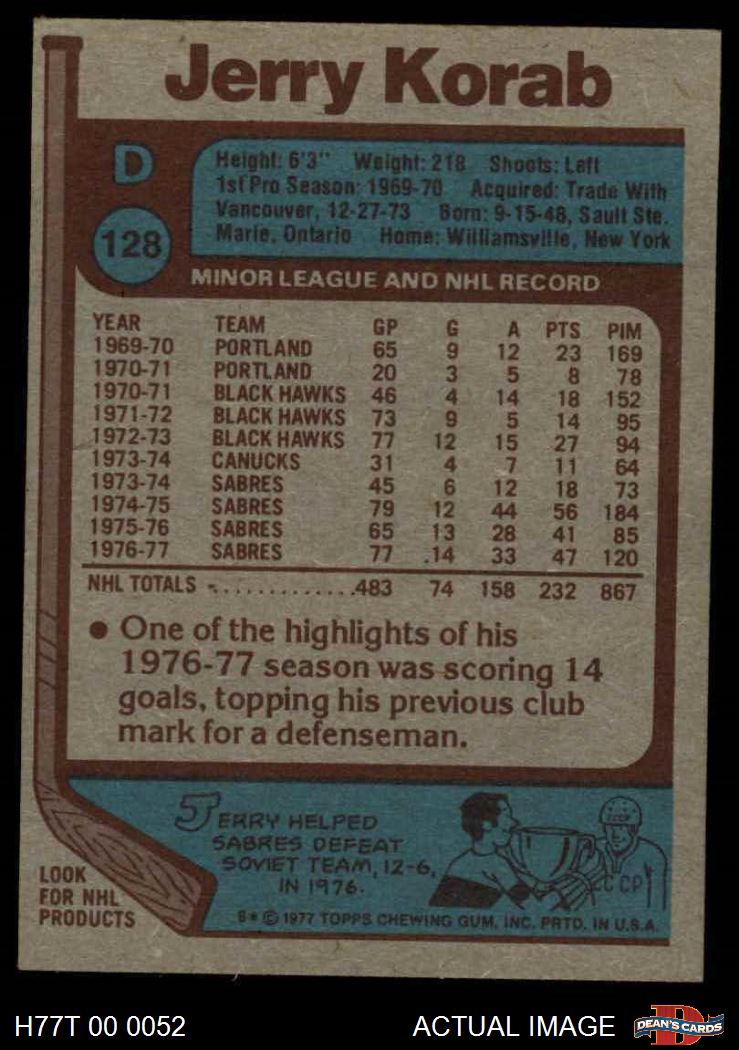 Jerry Korab
D
128
Height: 6'3" Weight: 218 Shoots: Left
1st Pro Season: 1969-70 Acquired: Trade With
Vancouver, 12-27-73 Born: 9-15-48, Sault Ste.
Marie, Ontario Home: Williamsville, New York
MINOR LEAGUE AND NHL RECORD
YEAR TEAM GP G A PTS PIM
1969-70 PORTLAND 65 9 12 23 169
1970-71 PORTLAND 20 3 5 8 78
1970-71 BLACK HAWKS 46 4 14 18 152
1971-72 BLACK HAWKS 73 9 5 14 95
1972-73 BLACK HAWKS 77 12 15 27 94
1973-74 CANUCKS 31 4 7 11 64
1973-74 SABRES 45 6 12 18 73
1974-75 SABRES 79 12 44 56 184
1975-76 SABRES 65 13 28 41 85
1976-77 SABRES 77 .14 33 47 120
NHL TOTALS .............483 74 158 232 867
• One of the highlights of his
1976-77 season was scoring 14
goals, topping his previous club
mark for a defenseman.
JERRY HELPED
SABRES DEFEAT
SOVIET TEAM, 12-6,
IN 1976.
CCCP
CCP
LOOK
FOR NHL
PRODUCTS
B* © 1977 TOPPS CHEWING GUM, INC. PRTD. IN U.S.A.
H77T 00 0052 ACTUAL IMAGE
D
DEAN'S CARDS